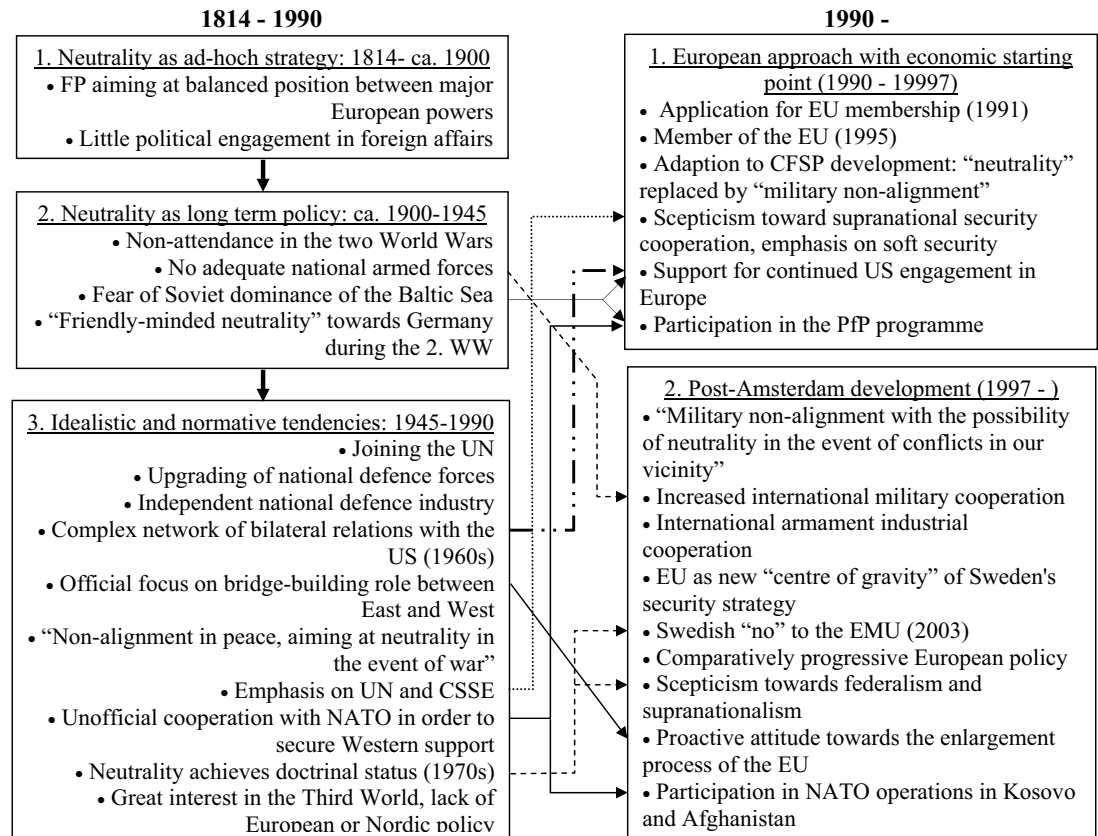 1814 - 1990
1. Neutrality as ad-hoch strategy: 1814- ca. 1900
• FP aiming at balanced position between major
European powers
• Little political engagement in foreign affairs
2. Neutrality as long term policy: ca. 1900-1945
• Non-attendance in the two World Wars
• No adequate national armed forces
• Fear of Soviet dominance of the Baltic Sea
• “Friendly-minded neutrality” towards Germany
during the 2. WW
3. Idealistic and normative tendencies: 1945-1990
• Joining the UN
• Upgrading of national defence forces
• Independent national defence industry
• Complex network of bilateral relations with the
US (1960s)
• Official focus on bridge-building role between
East and West
• “Non-alignment in peace, aiming at neutrality in
the event of war”
• Emphasis on UN and CSSE
• Unofficial cooperation with NATO in order to
secure Western support
• Neutrality achieves doctrinal status (1970s)
• Great interest in the Third World, lack of
European or Nordic policy
1990 -
1. European approach with economic starting
point (1990 - 19997)
• Application for EU membership (1991)
• Member of the EU (1995)
• Adaption to CFSP development: “neutrality”
replaced by “military non-alignment”
• Scepticism toward supranational security
cooperation, emphasis on soft security
• Support for continued US engagement in
Europe
• Participation in the PfP programme
2. Post-Amsterdam development (1997 - )
• “Military non-alignment with the possibility
of neutrality in the event of conflicts in our
vicinity”
• Increased international military cooperation
• International armament industrial
cooperation
• EU as new “centre of gravity” of Sweden's
security strategy
• Swedish “no” to the EMU (2003)
• Comparatively progressive European policy
• Scepticism towards federalism and
supranationalism
• Proactive attitude towards the enlargement
process of the EU
• Participation in NATO operations in Kosovo
and Afghanistan